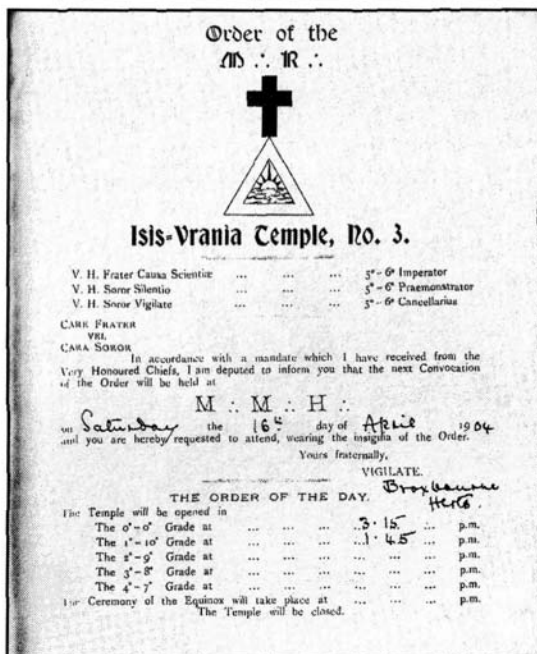 Order of the
M ∴ R ∴
Isis-Vrania Temple, No. 3.
V. H. Frater Causa Scientiæ ... ... ... 5°–6° Imperator
V. H. Soror Silentio ... ... ... 5°–6° Praemonstrator
V. H. Soror Vigilate ... ... ... 5°–6° Cancellarius
CARE FRATER
VEL
CARA SOROR
In accordance with a mandate which I have received from the
Very Honoured Chiefs, I am deputed to inform you that the next Convocation
of the Order will be held at
M ∴ M ∴ H ∴
on Saturday the 16th day of April 1904
and you are hereby requested to attend, wearing the insignia of the Order.
Yours fraternally,
VIGILATE.
Broxbourne
Herts.
THE ORDER OF THE DAY.
The Temple will be opened in
The 0°–0° Grade at ... ... ... 3.15 ... p.m.
The 1°–10° Grade at ... ... ... 1.45 ... p.m.
The 2°–9° Grade at ... ... ... ... ... p.m.
The 3°–8° Grade at ... ... ... ... ... p.m.
The 4°–7° Grade at ... ... ... ... ... p.m.
The Ceremony of the Equinox will take place at ... ... ... p.m.
The Temple will be closed.